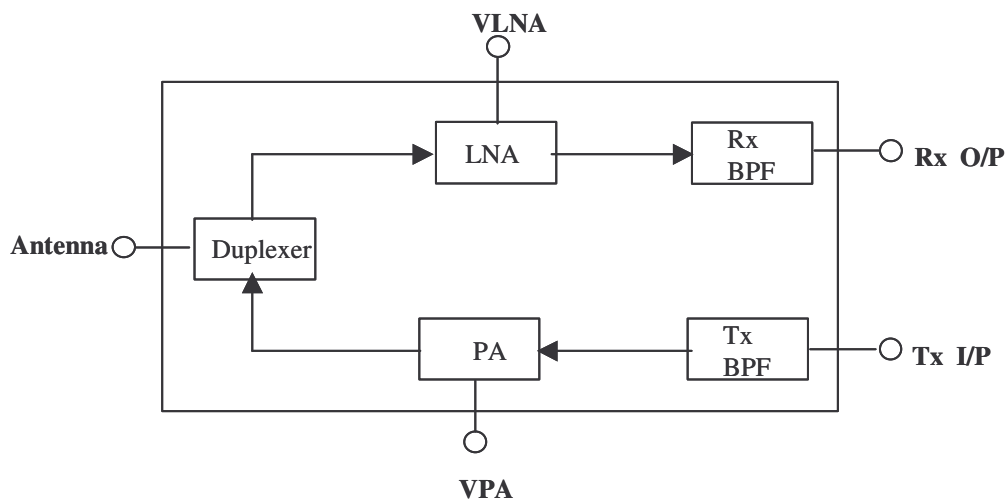 VLNA
LNA
Rx
BPF
Rx O/P
Antenna
Duplexer
PA
Tx
BPF
Tx I/P
VPA